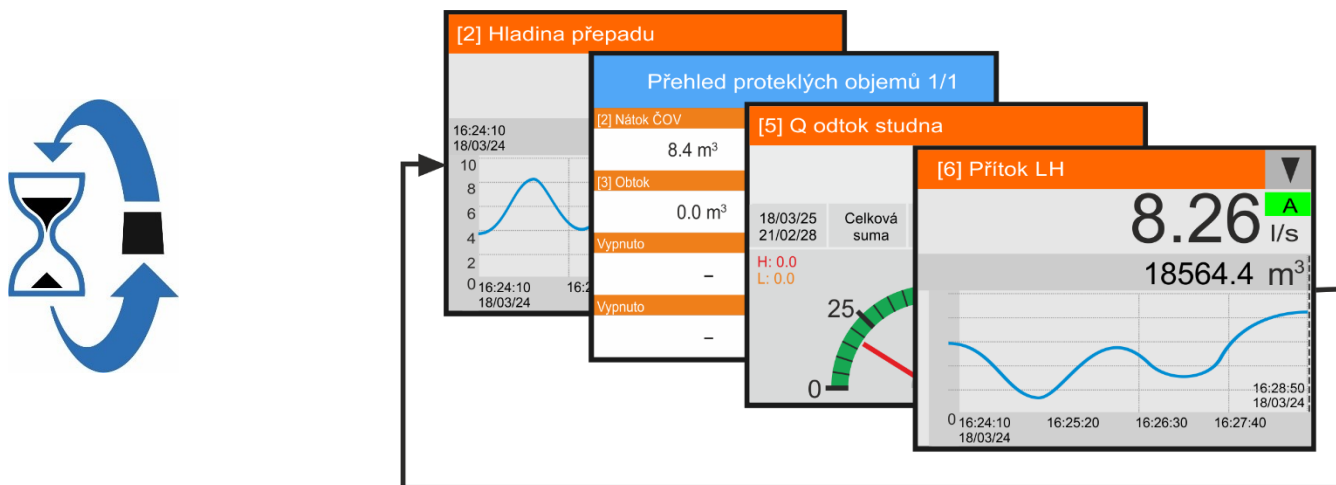 [2] Hladina přepadu
16:24:10
18/03/24
10
8
6
4
2
0
16:24:10
18/03/24
Přehled proteklých objemů 1/1
[2] Nátok ČOV
8.4 m³
[3] Obtok
0.0 m³
Vypnuto
–
Vypnuto
–
[5] Q odtok studna
18/03/25
21/02/28
Celková
suma
H: 0.0
L: 0.0
25
0
[6] Přítok LH
8.26
A
l/s
18564.4 m³
16:28:50
18/03/24
0
16:24:10
18/03/24
16:25:20
16:26:30
16:27:40